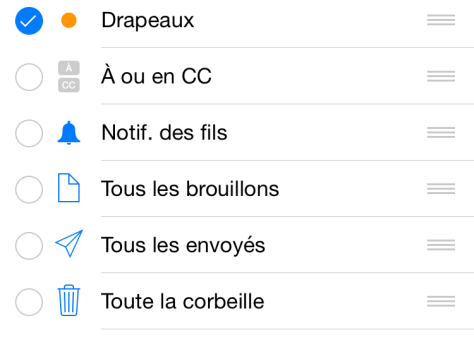 Drapeaux
À
CC
À ou en CC
Notif. des fils
Tous les brouillons
Tous les envoyés
Toute la corbeille